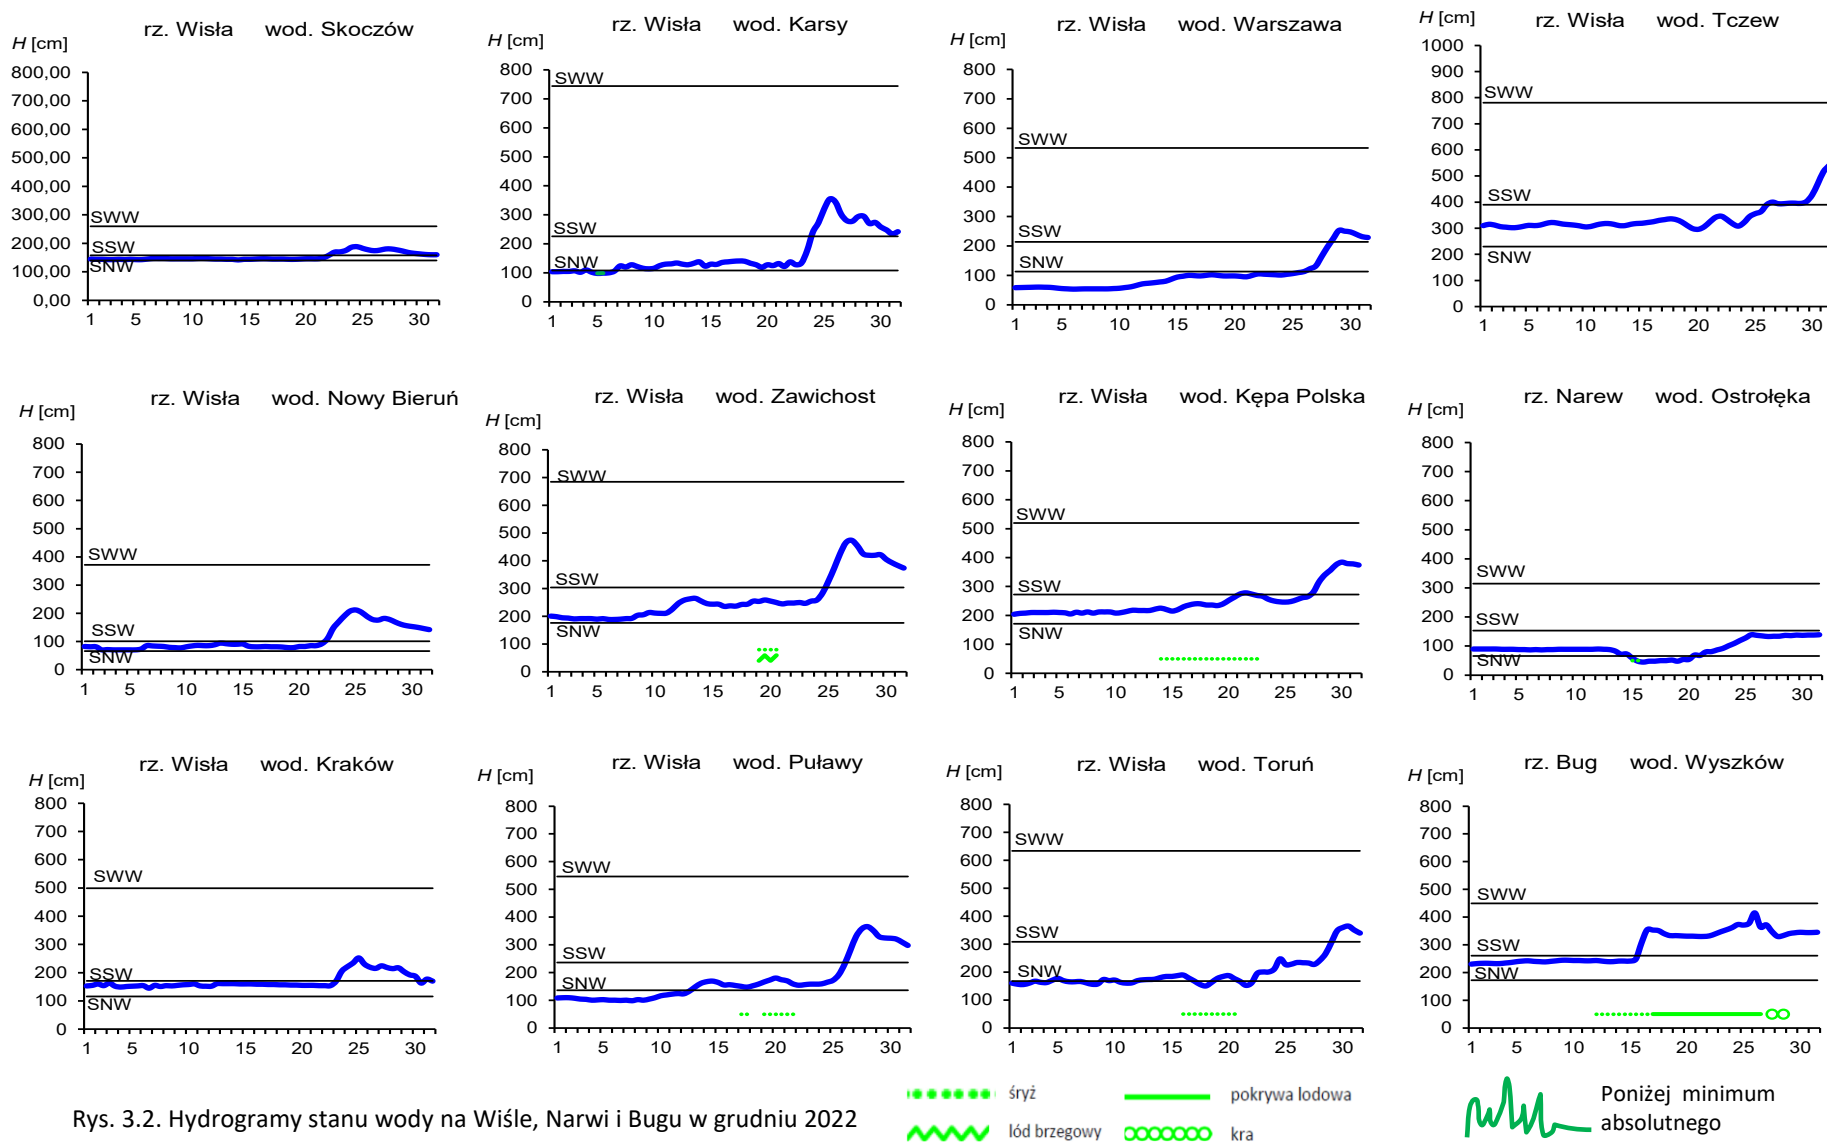 rz. Wisła wod. Skoczów
H [cm]
800,00
700,00
600,00
500,00
400,00
300,00
200,00
100,00
0,00
SWW
SSW
SNW
1 5 10 15 20 25 30
rz. Wisła wod. Karsy
H [cm]
800
700
600
500
400
300
200
100
0
SWW
SSW
SNW
1 5 10 15 20 25 30
rz. Wisła wod. Warszawa
H [cm]
800
700
600
500
400
300
200
100
0
SWW
SSW
SNW
1 5 10 15 20 25 30
rz. Wisła wod. Tczew
H [cm]
1000
900
800
700
600
500
400
300
200
100
0
SWW
SSW
SNW
1 5 10 15 20 25 30
rz. Wisła wod. Nowy Bieruń
H [cm]
800
700
600
500
400
300
200
100
0
SWW
SSW
SNW
1 5 10 15 20 25 30
rz. Wisła wod. Zawichost
H [cm]
800
700
600
500
400
300
200
100
0
SWW
SSW
SNW
1 5 10 15 20 25 30
rz. Wisła wod. Kępa Polska
H [cm]
800
700
600
500
400
300
200
100
0
SWW
SSW
SNW
1 5 10 15 20 25 30
rz. Narew wod. Ostrołęka
H [cm]
800
700
600
500
400
300
200
100
0
SWW
SSW
SNW
1 5 10 15 20 25 30
rz. Wisła wod. Kraków
H [cm]
800
700
600
500
400
300
200
100
0
SWW
SSW
SNW
1 5 10 15 20 25 30
rz. Wisła wod. Puławy
H [cm]
800
700
600
500
400
300
200
100
0
SWW
SSW
SNW
1 5 10 15 20 25 30
rz. Wisła wod. Toruń
H [cm]
800
700
600
500
400
300
200
100
0
SWW
SSW
SNW
1 5 10 15 20 25 30
rz. Bug wod. Wyszków
H [cm]
800
700
600
500
400
300
200
100
0
SWW
SSW
SNW
1 5 10 15 20 25 30
Rys. 3.2. Hydrogramy stanu wody na Wiśle, Narwi i Bugu w grudniu 2022
śryż
pokrywa lodowa
lód brzegowy
kra
Poniżej minimum
absolutnego